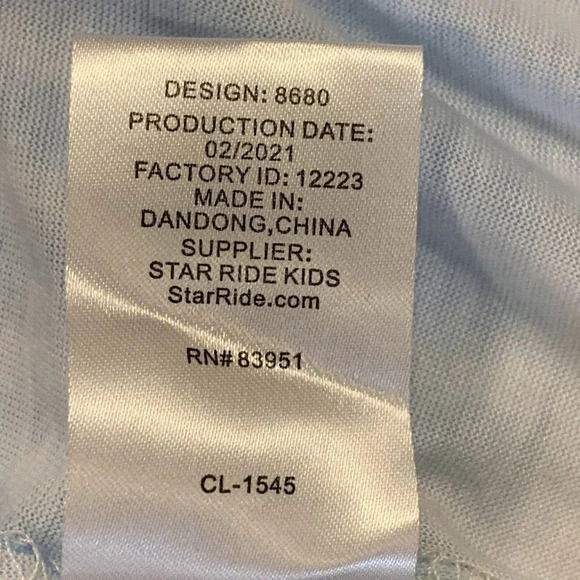 DESIGN: 8680
PRODUCTION DATE:
02/2021
FACTORY ID: 12223
MADE IN:
DANDONG,CHINA
SUPPLIER:
STAR RIDE KIDS
StarRide.com
RN# 83951
CL-1545